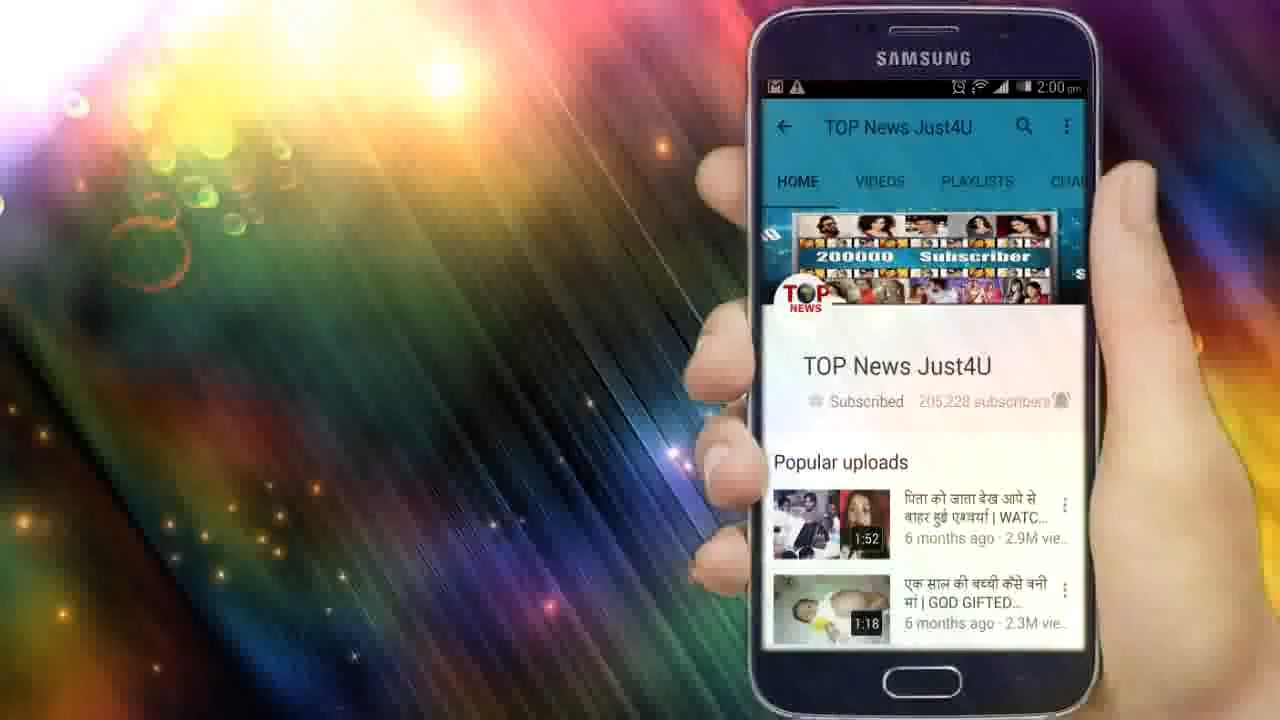 SAMSUNG
2:00 pm
TOP News Just4U
HOME VIDEOS PLAYLISTS CHA
200000 Subscriber
TOP
NEWS
TOP News Just4U
Subscribed 205,228 subscribers
Popular uploads
पिता को जाता देख आपे से
बाहर हुई एश्वर्या | WATC...
6 months ago · 2.9M vie..
1:52
एक साल की बच्ची कैसे बनी
मां | GOD GIFTED...
6 months ago · 2.3M vie..
1:18